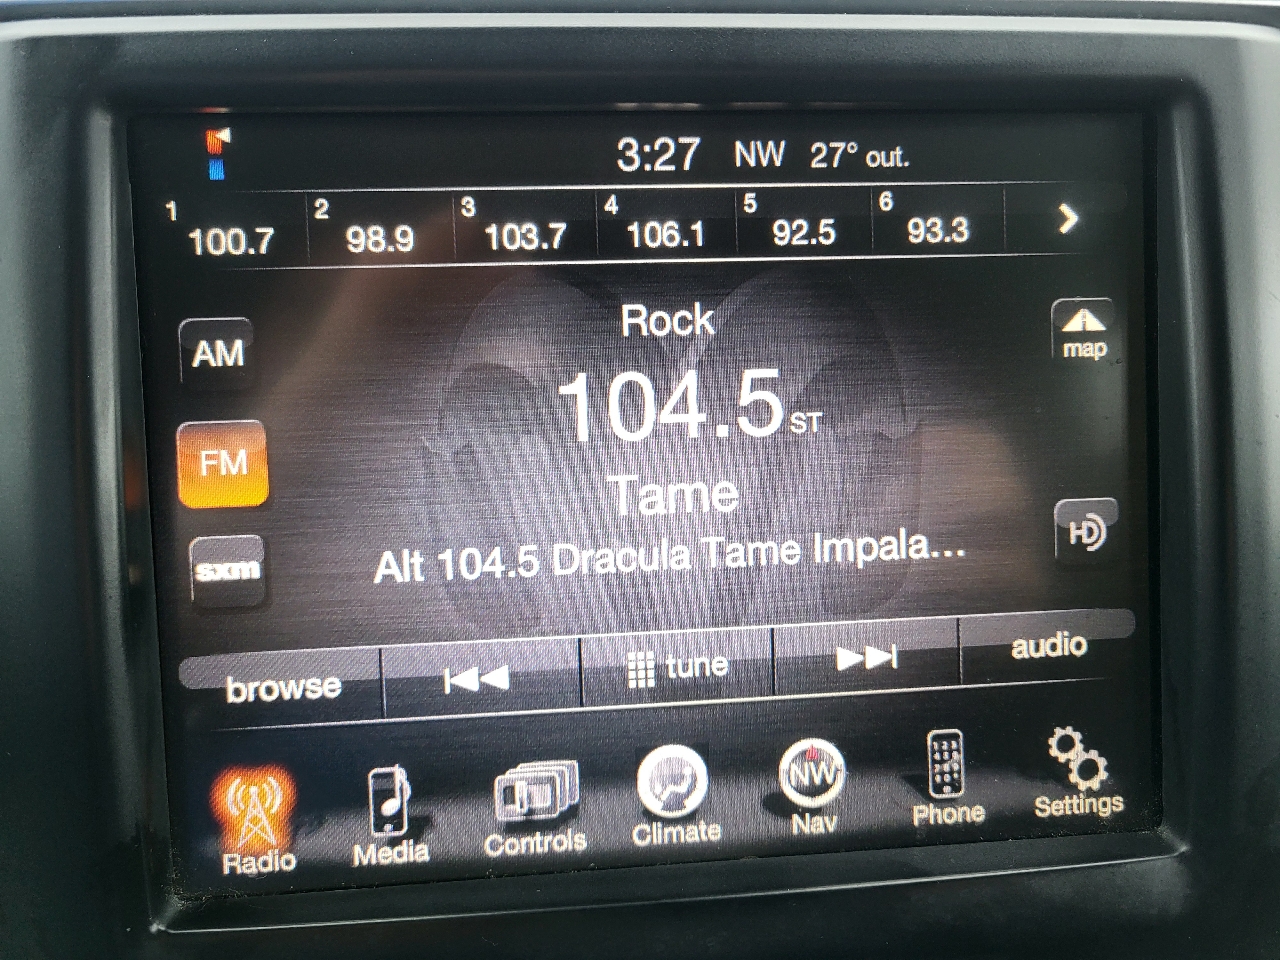 3:27 NW 27° out.
1 2 3 4 5 6
100.7 98.9 103.7 106.1 92.5 93.3
Rock
AM
map
104.5 ST
FM
Tame
HD
sxm
Alt 104.5 Dracula Tame Impala...
browse tune audio
NW
Radio Media Controls Climate Nav Phone Settings